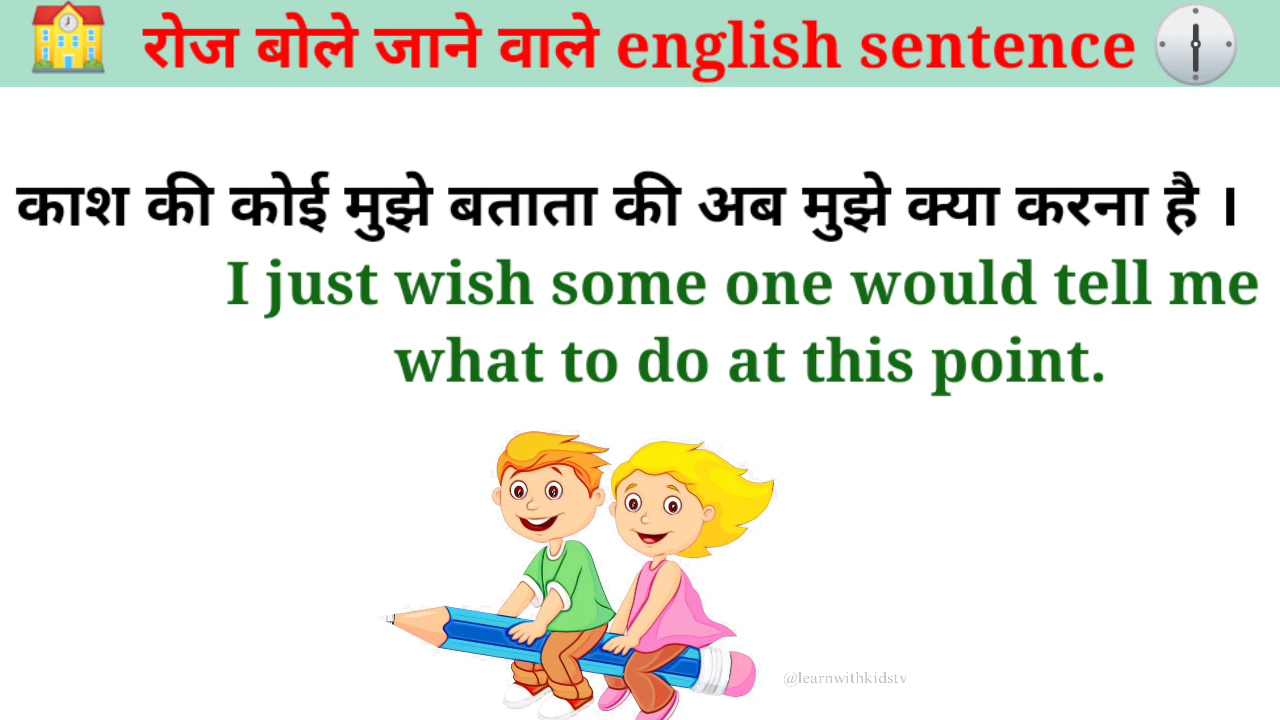 रोज बोले जाने वाले english sentence
काश की कोई मुझे बताता की अब मुझे क्या करना है ।
I just wish some one would tell me
what to do at this point.
@learnwithkidstv